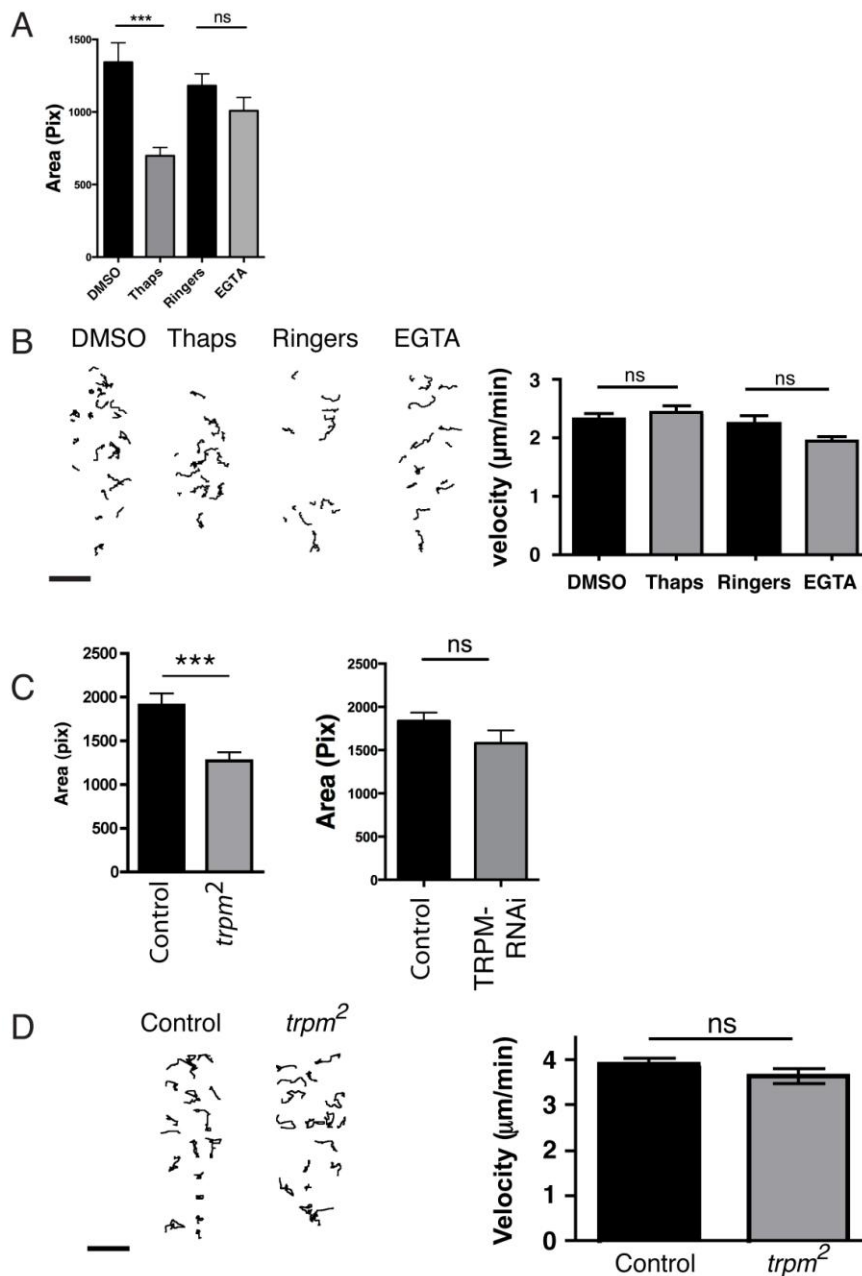 A
*** ns
1500
1000
500
0
Area (Pix)
DMSO Thaps Ringers EGTA
B
DMSO Thaps Ringers EGTA
ns ns
3
2
1
0
velocity (µm/min)
DMSO Thaps Ringers EGTA
C
***
2500
2000
1500
1000
500
0
Area (pix)
Control trpm²
ns
2500
2000
1500
1000
500
0
Area (Pix)
Control TRPM-
RNAi
D
Control trpm²
ns
4
3
2
1
0
Velocity (µm/min)
Control trpm²